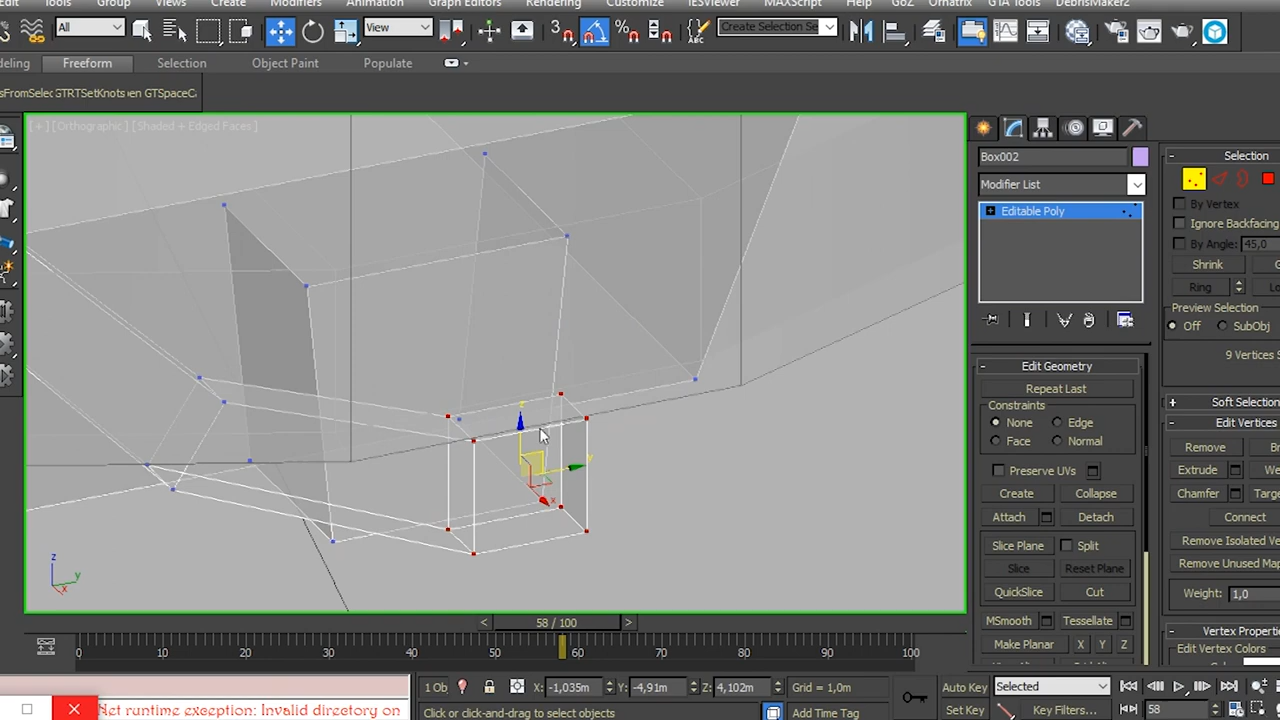 Edit Tools Group Views Create Modifiers Animation Graph Editors Rendering Customize IESViewer MAXScript Help GoZ Ornatrix GTA Tools DebrisMaker2
All View 3 Create Selection Se
Freeform Selection Object Paint Populate
GTRTSetKnots GTSpaceC
[+] [Orthographic] [Shaded + Edged Faces]
z y x
z y x
Box002
Modifier List
Editable Poly
Edit Geometry
Repeat Last
Constraints
None Edge
Face Normal
Preserve UVs
Create Collapse
Attach Detach
Slice Plane Split
Slice Reset Plane
QuickSlice Cut
MSmooth Tessellate
Make Planar X Y Z
Selection
By Vertex
Ignore Backfacing
By Angle: 45,0
Shrink
Ring
Preview Selection
Off SubObj
9 Vertices
Soft Selection
Edit Vertices
Remove
Extrude
Chamfer
Connect
Remove Isolated
Remove Unused
Weight: 1,0
Vertex Properti
Edit Vertex Colors
< 58 / 100 >
0 10 20 30 40 50 60 70 80 90 100
1 Ob X: -1,035m Y: -4,91m Z: 4,102m Grid = 1,0m Auto Key Selected
runtime exception: Invalid directory on
Click or click-and-drag to select objects Add Time Tag Set Key Key Filters... 58